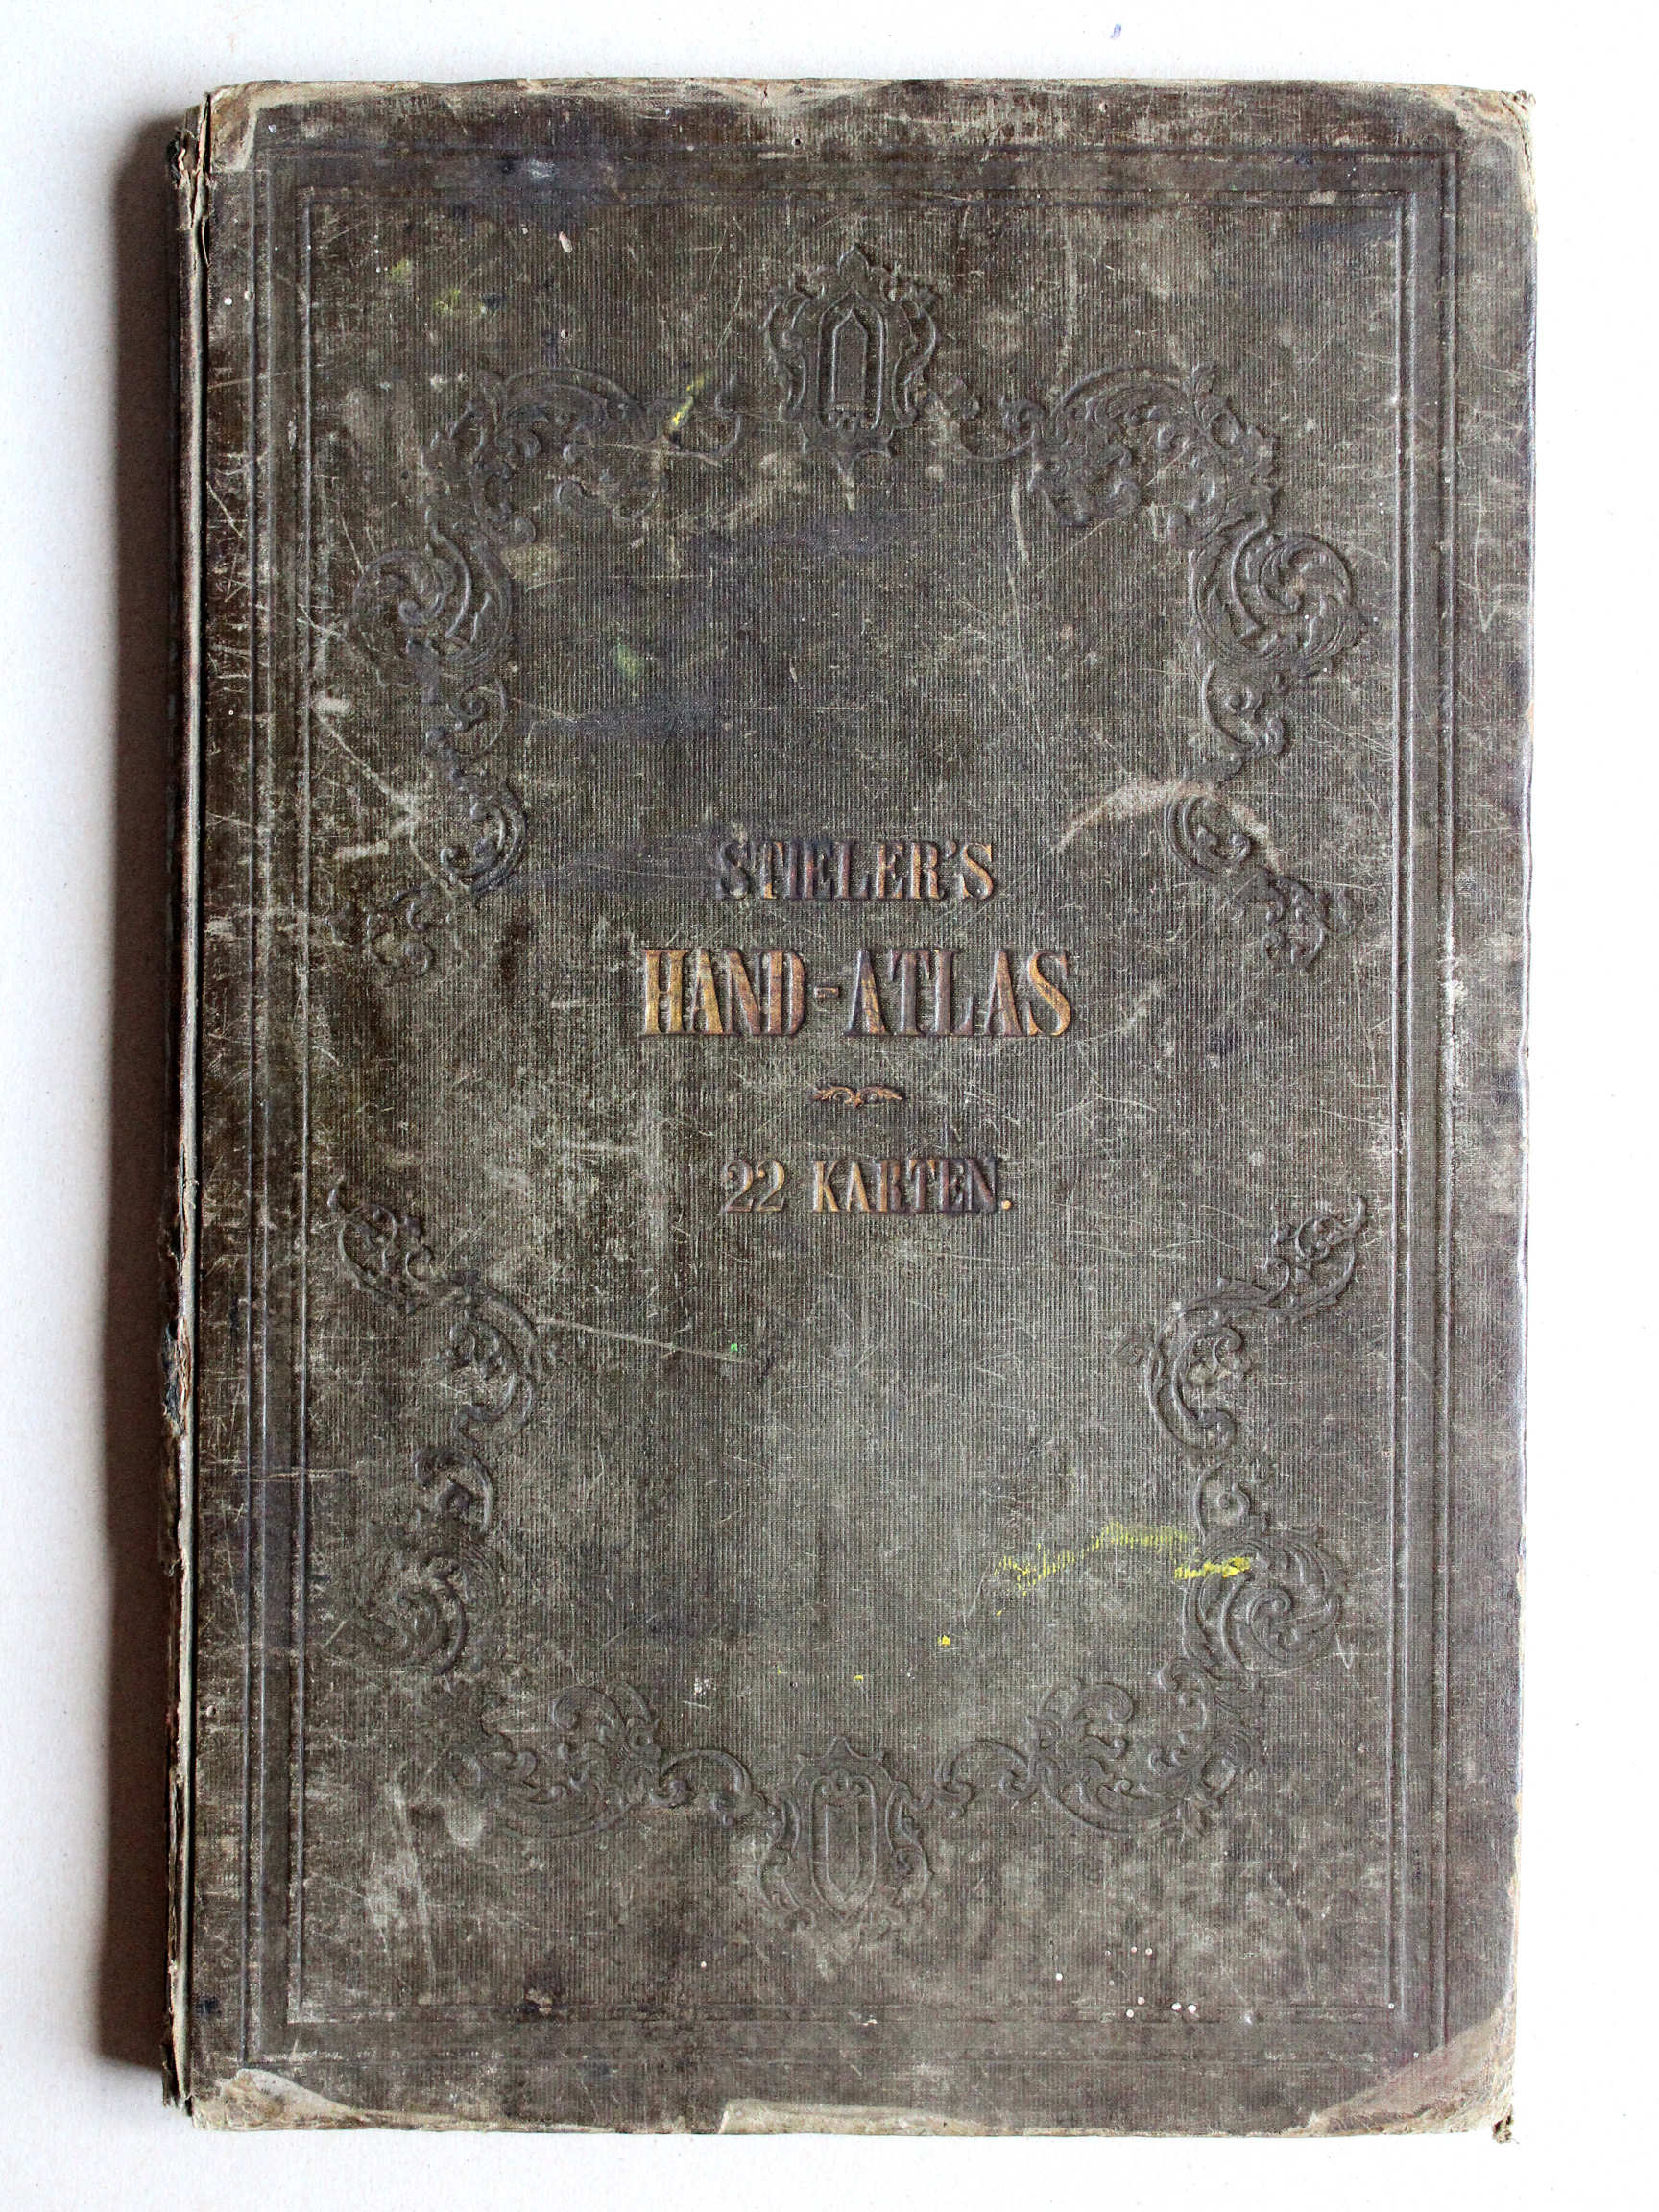 STIELER'S
HAND-ATLAS
22 KARTEN.